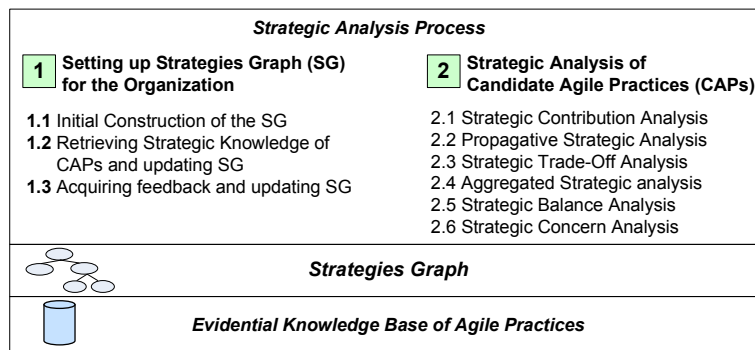 Strategic Analysis Process
1
Setting up Strategies Graph (SG)
for the Organization
1.1 Initial Construction of the SG
1.2 Retrieving Strategic Knowledge of
CAPs and updating SG
1.3 Acquiring feedback and updating SG
2
Strategic Analysis of
Candidate Agile Practices (CAPs)
2.1 Strategic Contribution Analysis
2.2 Propagative Strategic Analysis
2.3 Strategic Trade-Off Analysis
2.4 Aggregated Strategic analysis
2.5 Strategic Balance Analysis
2.6 Strategic Concern Analysis
Strategies Graph
Evidential Knowledge Base of Agile Practices